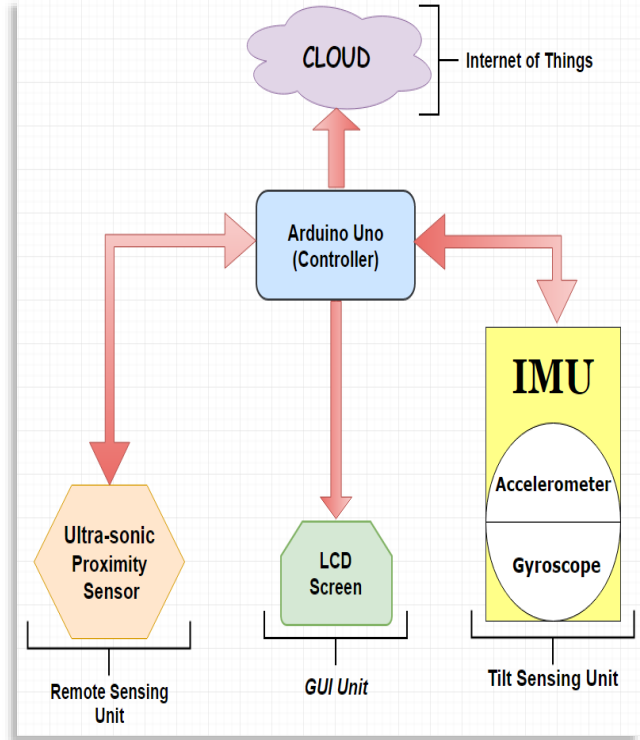 CLOUD
Internet of Things
Arduino Uno
(Controller)
IMU
Accelerometer
Gyroscope
Ultra-sonic
Proximity
Sensor
LCD
Screen
Remote Sensing
Unit
GUI Unit
Tilt Sensing Unit